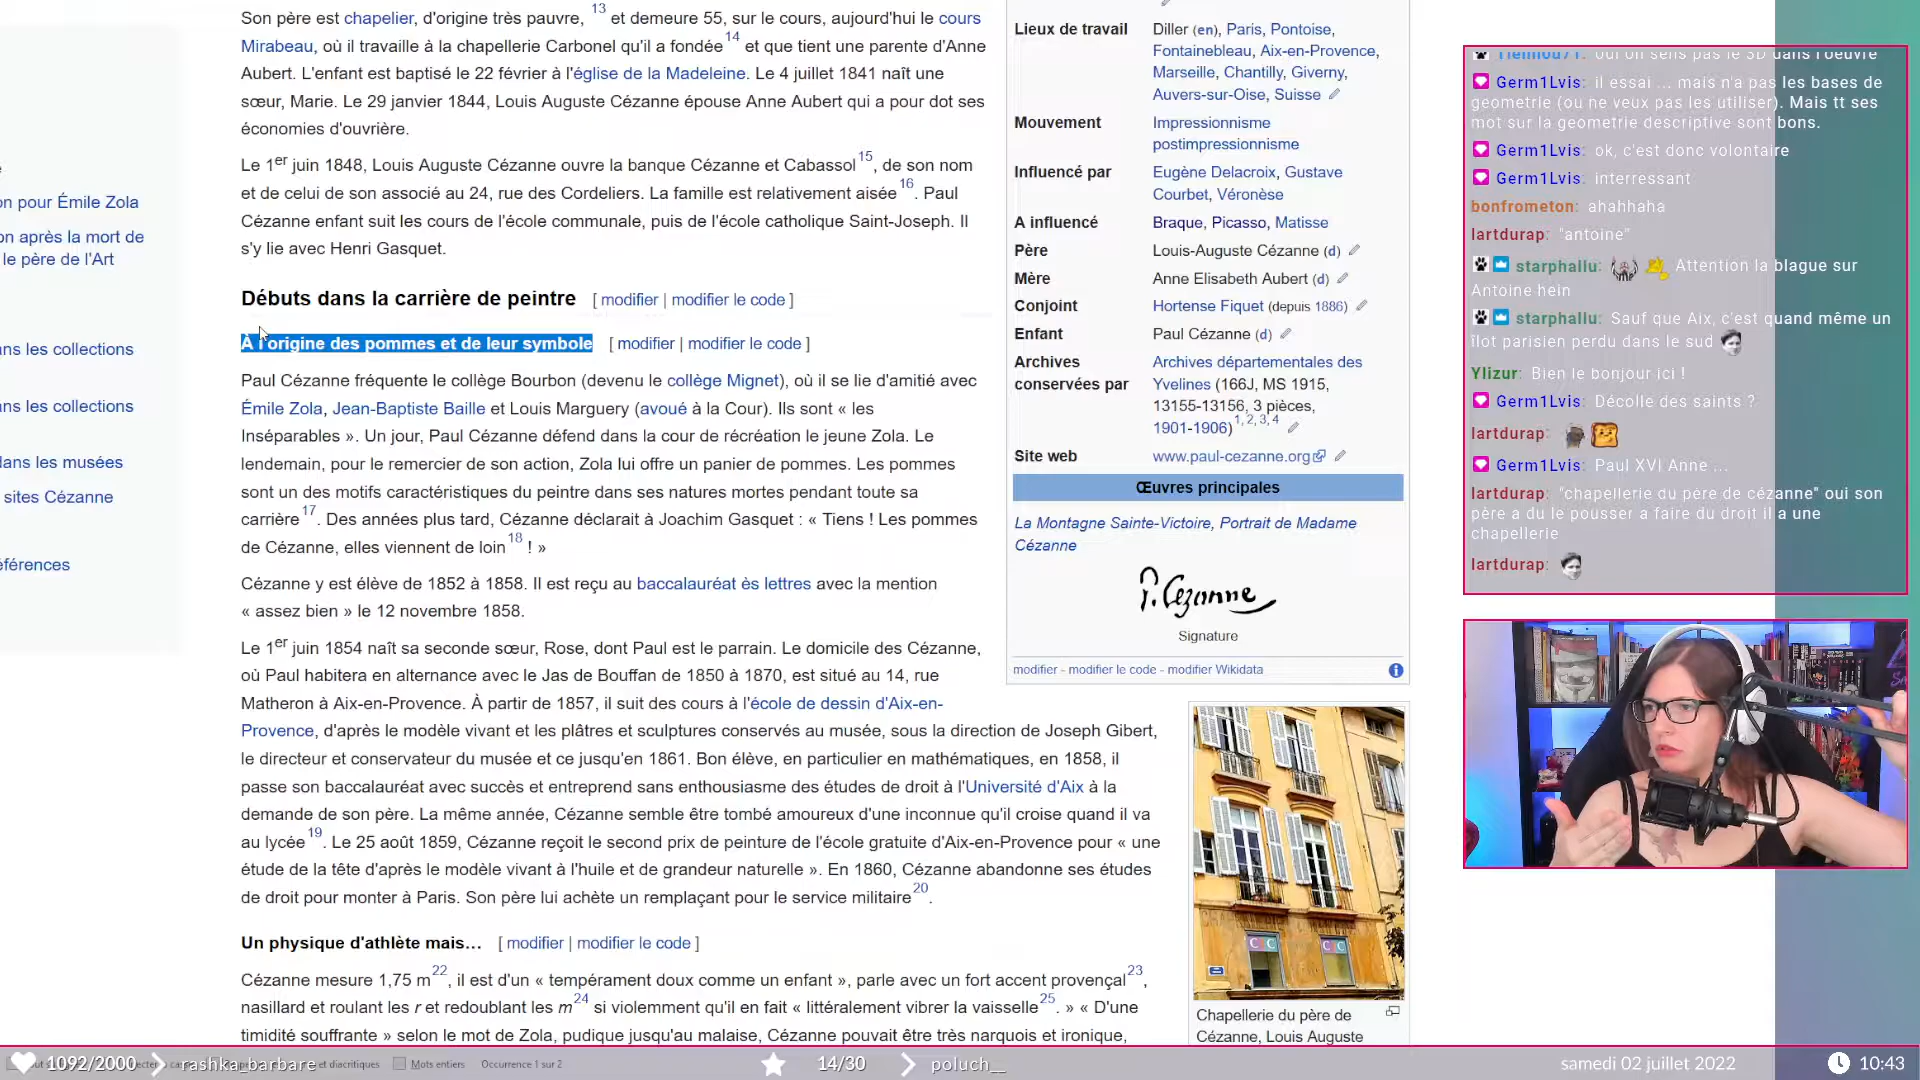 Son père est chapelier, d'origine très pauvre, 13 et demeure 55, sur le cours, aujourd'hui le cours
Mirabeau, où il travaille à la chapellerie Carbonel qu'il a fondée14 et que tient une parente d'Anne
Aubert. L'enfant est baptisé le 22 février à l'église de la Madeleine. Le 4 juillet 1841 naît une
sœur, Marie. Le 29 janvier 1844, Louis Auguste Cézanne épouse Anne Aubert qui a pour dot ses
économies d'ouvrière.
Le 1er juin 1848, Louis Auguste Cézanne ouvre la banque Cézanne et Cabassol15, de son nom
et de celui de son associé au 24, rue des Cordeliers. La famille est relativement aisée16. Paul
Cézanne enfant suit les cours de l'école communale, puis de l'école catholique Saint-Joseph. Il
s'y lie avec Henri Gasquet.
Débuts dans la carrière de peintre [ modifier | modifier le code ]
À l'origine des pommes et de leur symbole [ modifier | modifier le code ]
Paul Cézanne fréquente le collège Bourbon (devenu le collège Mignet), où il se lie d'amitié avec
Émile Zola, Jean-Baptiste Baille et Louis Marguery (avoué à la Cour). Ils sont « les
Inséparables ». Un jour, Paul Cézanne défend dans la cour de récréation le jeune Zola. Le
lendemain, pour le remercier de son action, Zola lui offre un panier de pommes. Les pommes
sont un des motifs caractéristiques du peintre dans ses natures mortes pendant toute sa
carrière17. Des années plus tard, Cézanne déclarait à Joachim Gasquet : « Tiens ! Les pommes
de Cézanne, elles viennent de loin18 ! »
Cézanne y est élève de 1852 à 1858. Il est reçu au baccalauréat ès lettres avec la mention
« assez bien » le 12 novembre 1858.
Le 1er juin 1854 naît sa seconde sœur, Rose, dont Paul est le parrain. Le domicile des Cézanne,
où Paul habitera en alternance avec le Jas de Bouffan de 1850 à 1870, est situé au 14, rue
Matheron à Aix-en-Provence. À partir de 1857, il suit des cours à l'école de dessin d'Aix-en-
Provence, d'après le modèle vivant et les plâtres et sculptures conservés au musée, sous la direction de Joseph Gibert,
le directeur et conservateur du musée et ce jusqu'en 1861. Bon élève, en particulier en mathématiques, en 1858, il
passe son baccalauréat avec succès et entreprend sans enthousiasme des études de droit à l'Université d'Aix à la
demande de son père. La même année, Cézanne semble être tombé amoureux d'une inconnue qu'il croise quand il va
au lycée19. Le 25 août 1859, Cézanne reçoit le second prix de peinture de l'école gratuite d'Aix-en-Provence pour « une
étude de la tête d'après le modèle vivant à l'huile et de grandeur naturelle ». En 1860, Cézanne abandonne ses études
de droit pour monter à Paris. Son père lui achète un remplaçant pour le service militaire20.
Un physique d'athlète mais… [ modifier | modifier le code ]
Cézanne mesure 1,75 m22, il est d'un « tempérament doux comme un enfant », parle avec un fort accent provençal23,
nasillard et roulant les r et redoublant les m24 si violemment qu'il en fait « littéralement vibrer la vaisselle25. » « D'une
timidité souffrante » selon le mot de Zola, pudique jusqu'au malaise, Cézanne pouvait être très narquois et ironique,
on pour Émile Zola
on après la mort de
le père de l'Art
ans les collections
ans les collections
dans les musées
sites Cézanne
éférences
Lieux de travail
Diller (en), Paris, Pontoise,
Fontainebleau, Aix-en-Provence,
Marseille, Chantilly, Giverny,
Auvers-sur-Oise, Suisse
Mouvement
Impressionnisme
postimpressionnisme
Influencé par
Eugène Delacroix, Gustave
Courbet, Véronèse
A influencé
Braque, Picasso, Matisse
Père
Louis-Auguste Cézanne (d)
Mère
Anne Elisabeth Aubert (d)
Conjoint
Hortense Fiquet (depuis 1886)
Enfant
Paul Cézanne (d)
Archives
conservées par
Archives départementales des
Yvelines (166J, MS 1915,
13155-13156, 3 pièces,
1901-1906)1, 2, 3, 4
Site web
www.paul-cezanne.org
Œuvres principales
La Montagne Sainte-Victoire, Portrait de Madame
Cézanne
P. Cezanne
Signature
modifier - modifier le code - modifier Wikidata
CIC
CIC
Chapellerie du père de
Cézanne, Louis Auguste
Tienhou71: Oui on sens pas le 3D dans l'oeuvre
Germ1Lvis: il essai ... mais n'a pas les bases de
geometrie (ou ne veux pas les utiliser). Mais tt ses
mot sur la geometrie descriptive sont bons.
Germ1Lvis: ok, c'est donc volontaire
Germ1Lvis: interressant
bonfrometon: ahahhaha
lartdurap: "antoine"
starphallu: Attention la blague sur
Antoine hein
starphallu: Sauf que Aix, c'est quand même un
îlot parisien perdu dans le sud
Ylizur: Bien le bonjour ici !
Germ1Lvis: Décolle des saints ?
lartdurap:
Germ1Lvis: Paul XVI Anne ...
lartdurap: "chapellerie du père de cézanne" oui son
père a du le pousser a faire du droit il a une
chapellerie
lartdurap:
1092/2000 rashka_barbare
et diacritiques Mots entiers Occurrence 1 sur 2
14/30 poluch__
samedi 02 juillet 2022 10:43